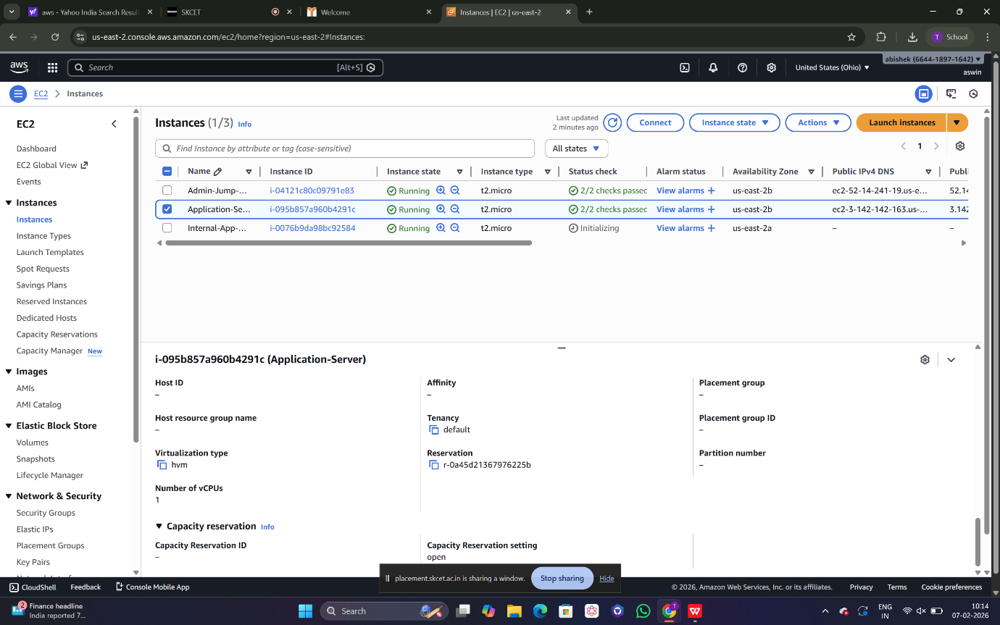 aws - Yahoo India Search Resul
SKCET
Welcome
Instances | EC2 | us-east-2
us-east-2.console.aws.amazon.com/ec2/home?region=us-east-2#Instances:
T School
aws
Search [Alt+S]
United States (Ohio) ▼
abishek (6644-1897-1642) ▼
aswin
EC2 > Instances
EC2
Dashboard
EC2 Global View
Events
Instances
Instances
Instance Types
Launch Templates
Spot Requests
Savings Plans
Reserved Instances
Dedicated Hosts
Capacity Reservations
Capacity Manager New
Images
AMIs
AMI Catalog
Elastic Block Store
Volumes
Snapshots
Lifecycle Manager
Network & Security
Security Groups
Elastic IPs
Placement Groups
Key Pairs
Instances (1/3) Info
Last updated
2 minutes ago
Connect
Instance state
Actions
Launch instances
Find Instance by attribute or tag (case-sensitive)
All states
1
Name Instance ID Instance state Instance type Status check Alarm status Availability Zone Public IPv4 DNS Publ
Admin-Jump-... i-04121c80c09791e83 Running t2.micro 2/2 checks passec View alarms + us-east-2b ec2-52-14-241-19.us-e... 52.14
Application-Se... i-095b857a960b4291c Running t2.micro 2/2 checks passec View alarms + us-east-2b ec2-3-142-142-163.us-... 3.142
Internal-App-... i-0076b9da98bc92584 Running t2.micro Initializing View alarms + us-east-2a – –
i-095b857a960b4291c (Application-Server)
Host ID
–
Affinity
–
Placement group
–
Host resource group name
–
Tenancy
default
Placement group ID
–
Virtualization type
hvm
Reservation
r-0a45d21367976225b
Partition number
–
Number of vCPUs
1
Capacity reservation Info
Capacity Reservation ID
–
Capacity Reservation setting
open
placement.skcet.ac.in is sharing a window.
Stop sharing
Hide
CloudShell Feedback Console Mobile App
© 2026, Amazon Web Services, Inc. or its affiliates. Privacy Terms Cookie preferences
2
Finance headline
India reported 7...
Search
T
ENG
IN
10:14
07-02-2026